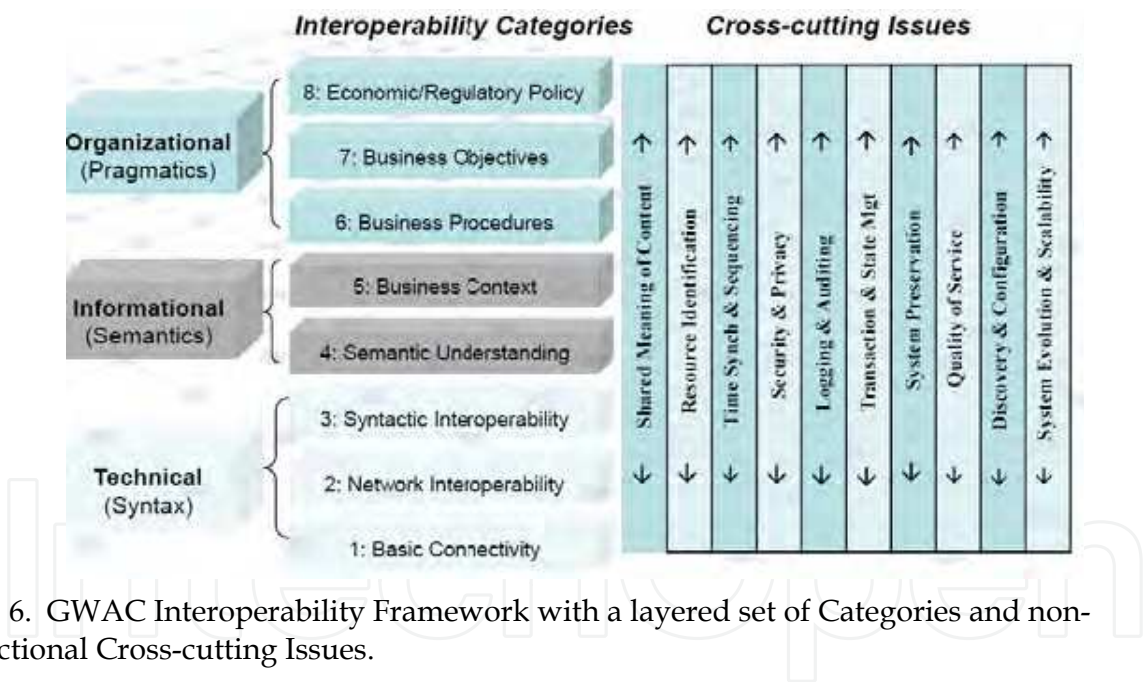 Interoperability Categories
Cross-cutting Issues
Organizational
(Pragmatics)
8: Economic/Regulatory Policy
7: Business Objectives
6: Business Procedures
Informational
(Semantics)
5: Business Context
4: Semantic Understanding
Technical
(Syntax)
3: Syntactic Interoperability
2: Network Interoperability
1: Basic Connectivity
Shared Meaning of Content
Resource Identification
Time Synch & Sequencing
Security & Privacy
Logging & Auditing
Transaction & State Mgt
System Preservation
Quality of Service
Discovery & Configuration
System Evolution & Scalability
IntechOpen
6. GWAC Interoperability Framework with a layered set of Categories and non-
ctional Cross-cutting Issues.